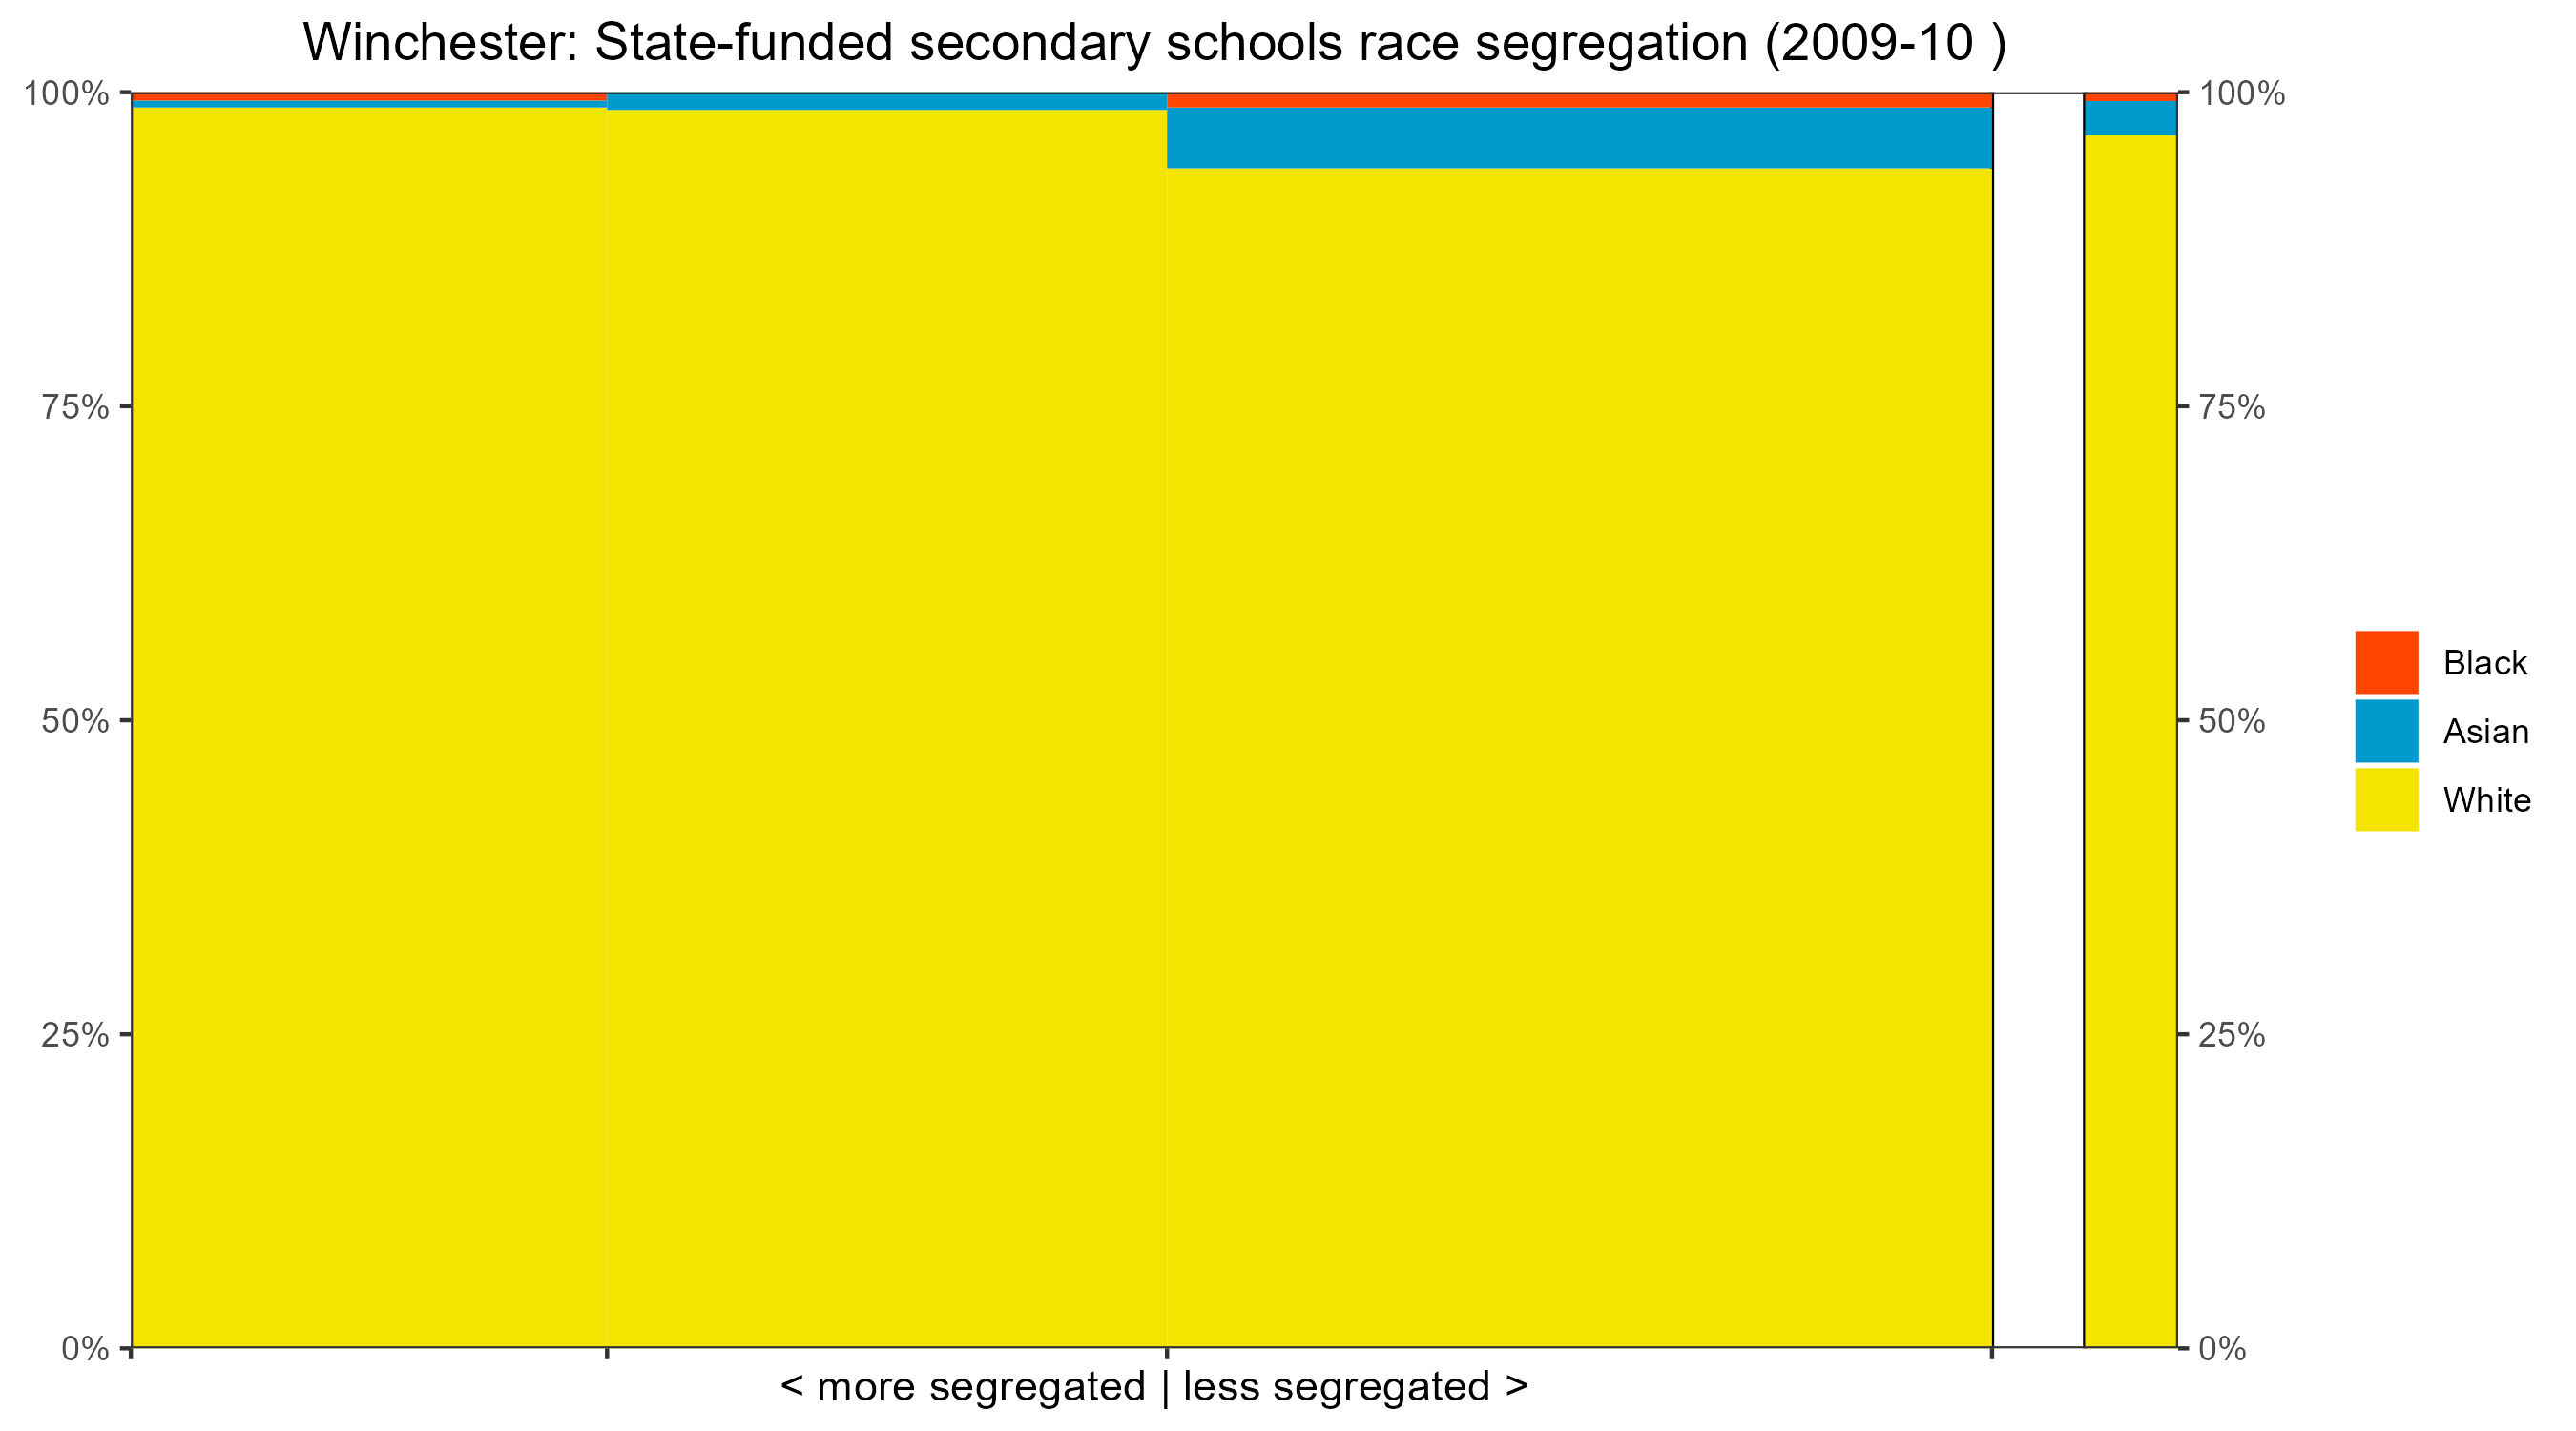 Winchester: State-funded secondary schools race segregation (2009-10 )
100%
75%
50%
25%
0%
100%
75%
50%
25%
0%
Black
Asian
White
< more segregated | less segregated >